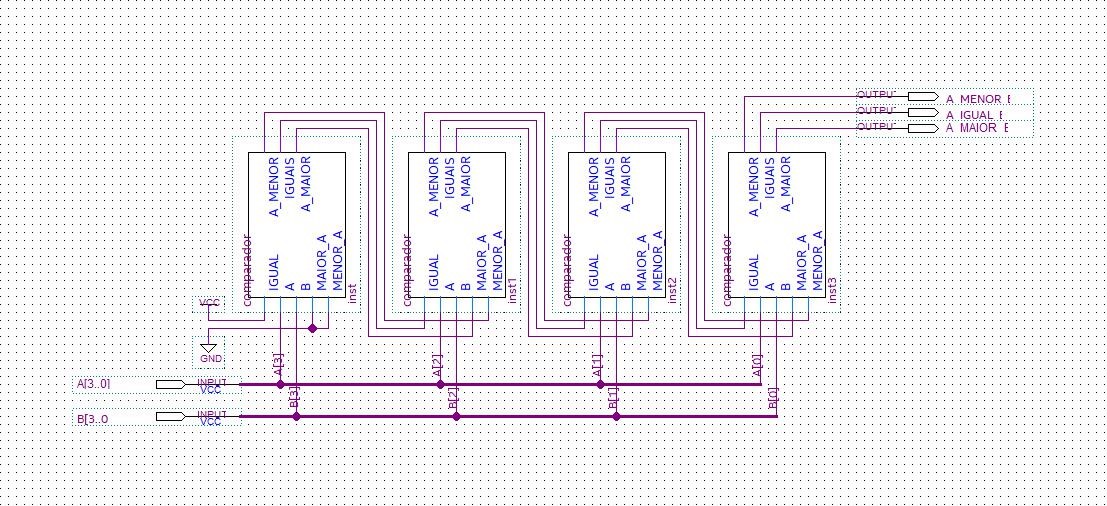 OUTPUT
A_MENOR_B
OUTPUT
A_IGUAL_B
OUTPUT
A_MAIOR_B
A_MENOR
IGUAIS
A_MAIOR
comparador
IGUAL
A
B
MAIOR_A
MENOR_A
inst
A_MENOR
IGUAIS
A_MAIOR
comparador
IGUAL
A
B
MAIOR_A
MENOR_A
inst1
A_MENOR
IGUAIS
A_MAIOR
comparador
IGUAL
A
B
MAIOR_A
MENOR_A
inst2
A_MENOR
IGUAIS
A_MAIOR
comparador
IGUAL
A
B
MAIOR_A
MENOR_A
inst3
VCC
GND
A[3]
A[2]
A[1]
A[0]
A[3..0]
INPUT
VCC
B[3]
B[2]
B[1]
B[0]
B[3..0
INPUT
VCC